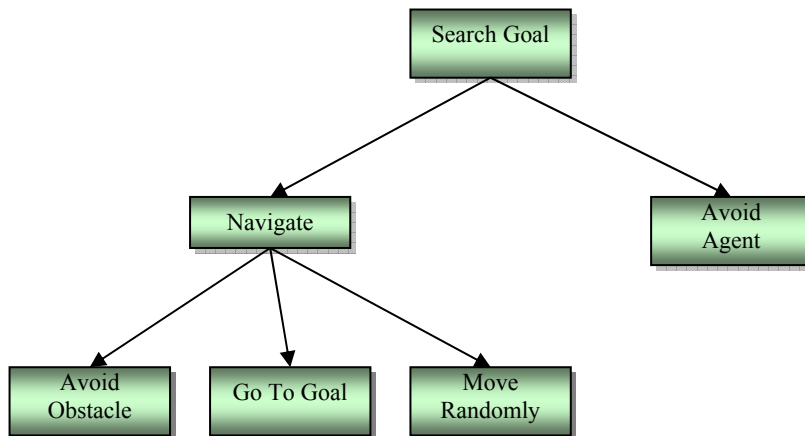 Search Goal
Navigate
Avoid
Agent
Avoid
Obstacle
Go To Goal
Move
Randomly